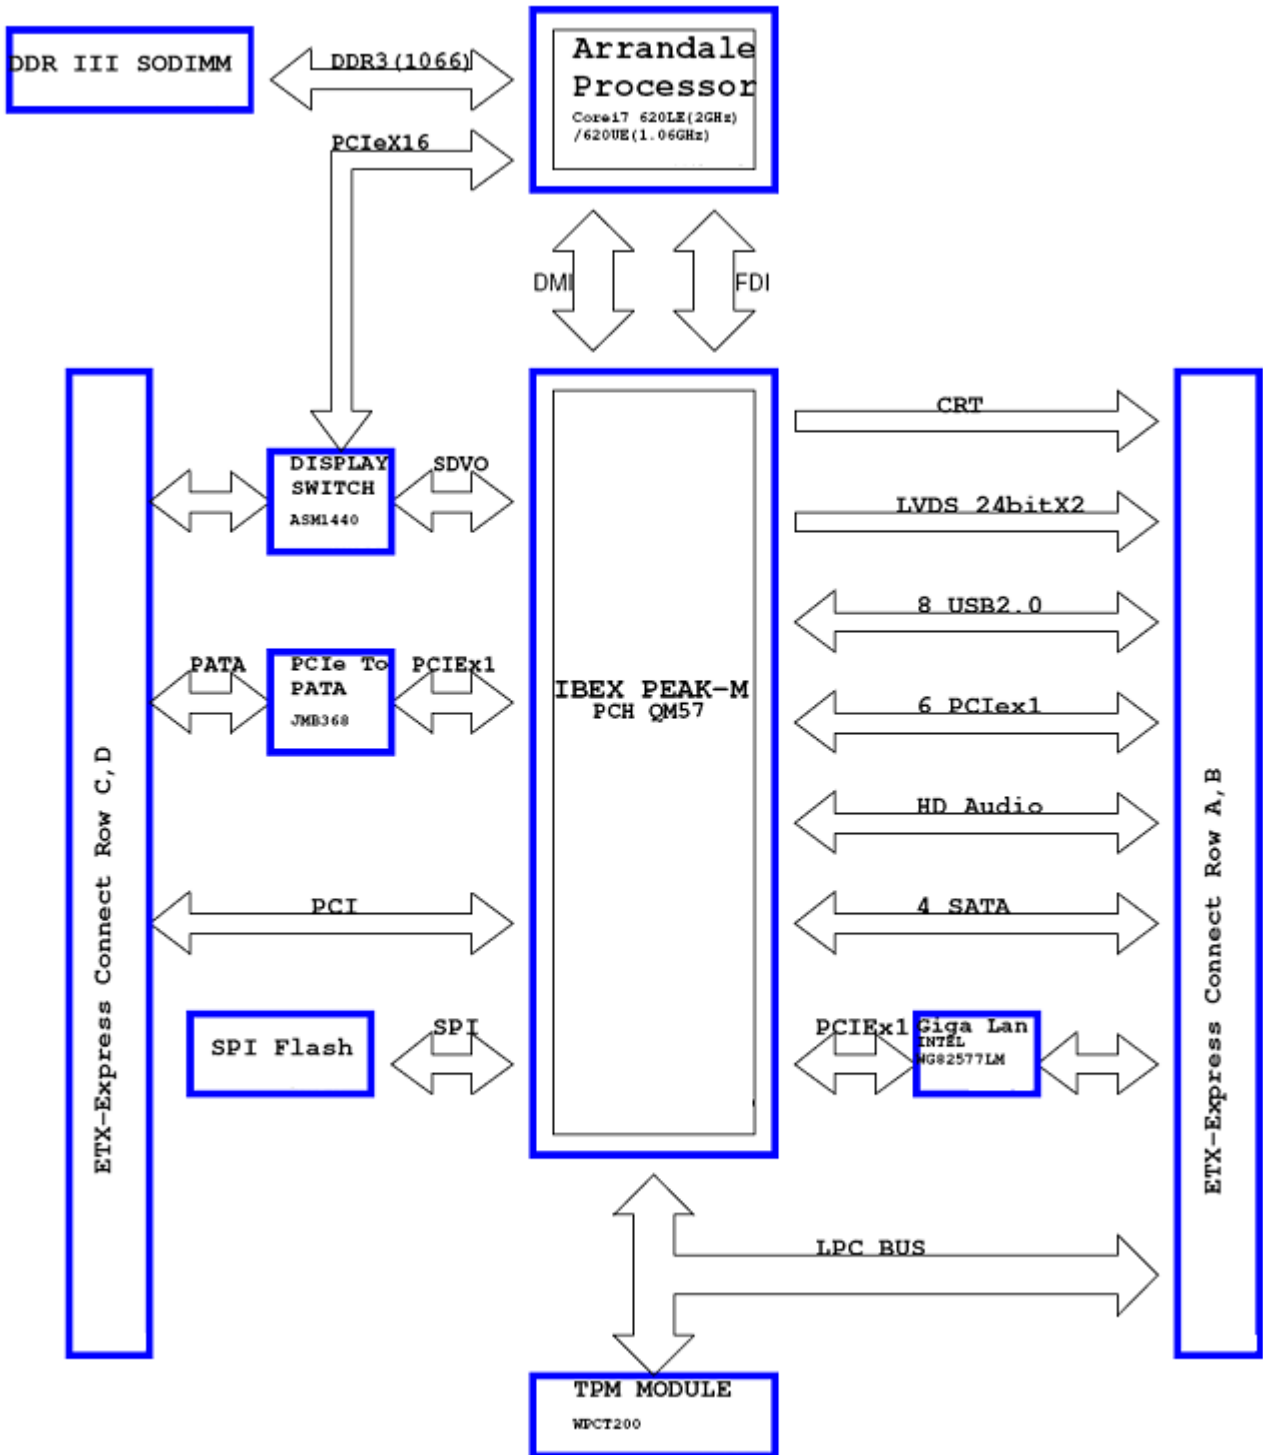 DDR III SODIMM
DDR3(1066)
Arrandale
Processor
Corei7 620LE(2GHz)
/620UE(1.06GHz)
PCIeX16
DMI
FDI
CRT
DISPLAY
SWITCH
ASM1440
SDVO
LVDS 24bitX2
8 USB2.0
PATA
PCIe To
PATA
JMB368
PCIEx1
IBEX PEAK-M
PCH QM57
6 PCIex1
HD Audio
PCI
4 SATA
SPI Flash
SPI
PCIEx1
Giga Lan
INTEL
WG82577LM
ETX-Express Connect Row C,D
ETX-Express Connect Row A,B
LPC BUS
TPM MODULE
WPCT200